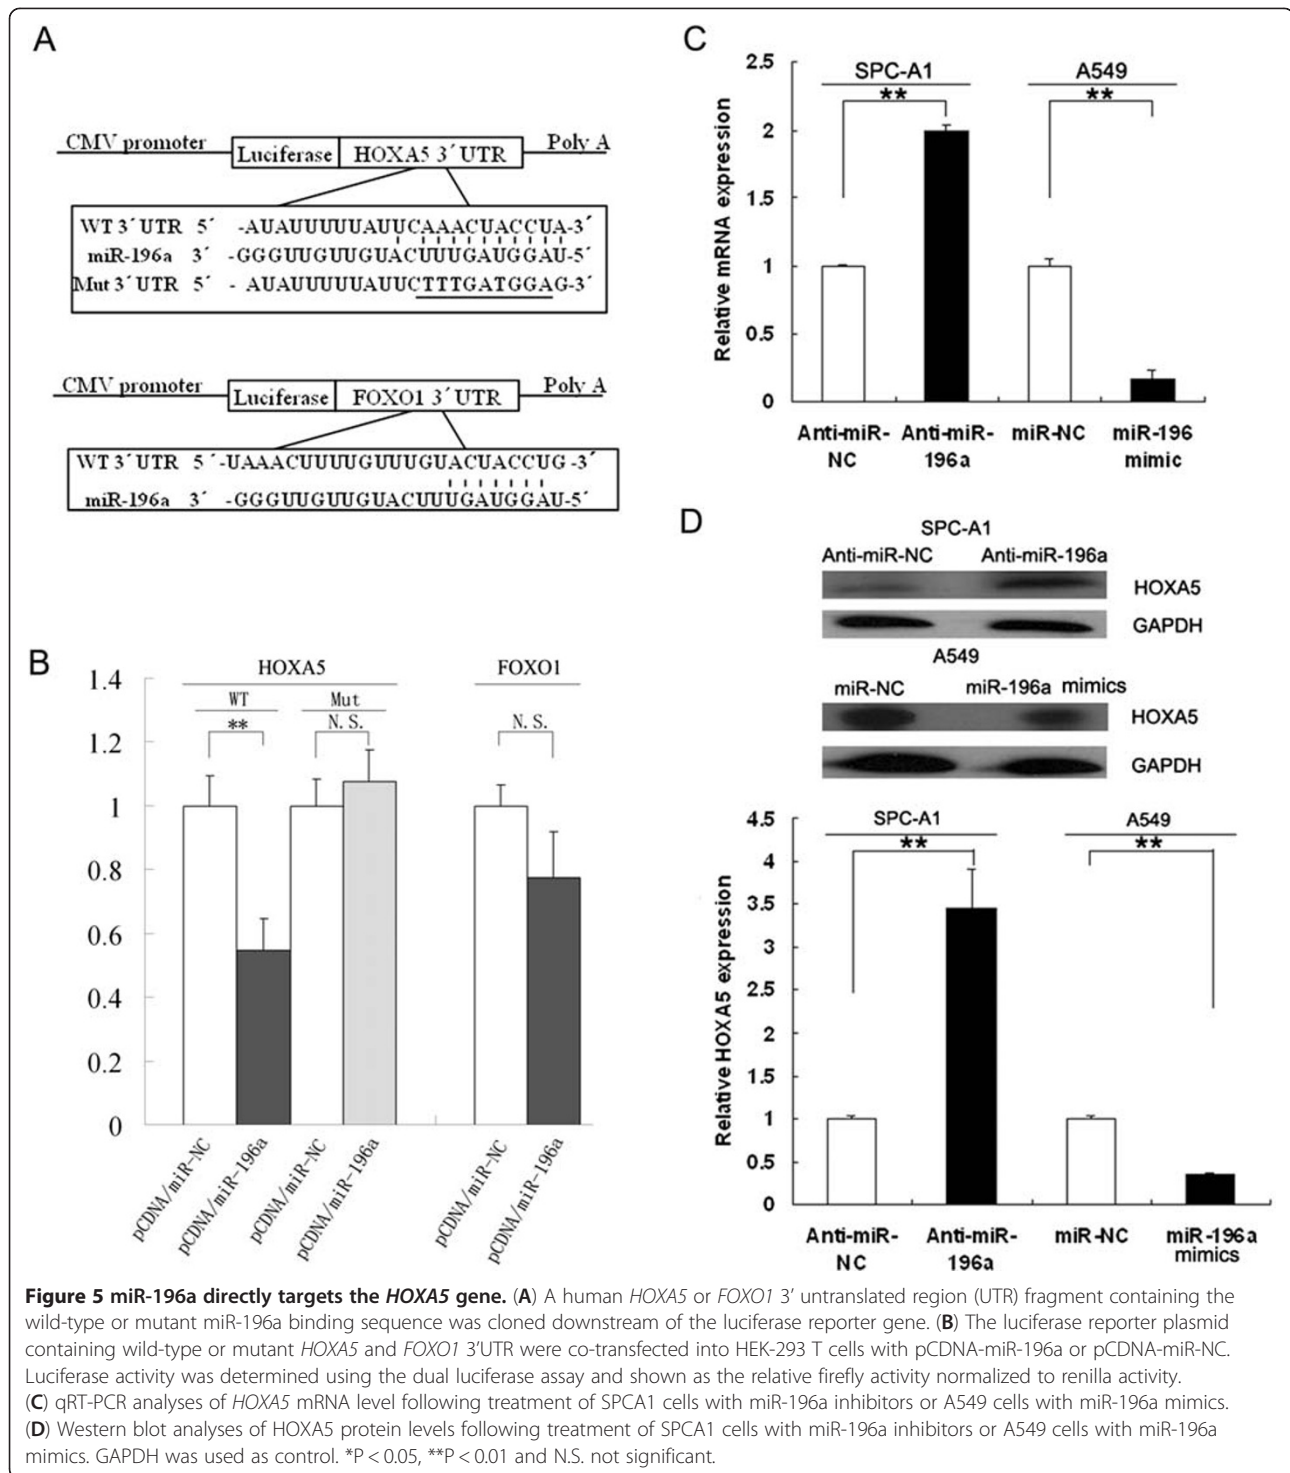 A
CMV promoter Luciferase HOXA5 3´UTR Poly A
WT 3´UTR 5´ -AUAUUUUUAUUCAAACUACCUA-3´
miR-196a 3´ -GGGUUGUUGUACUUUGAUGGAU-5´
Mut 3´UTR 5´ - AUAUUUUUAUUCTTTGATGGAG-3´
CMV promoter Luciferase FOXO1 3´UTR Poly A
WT 3´UTR 5´ -UAAACUUUUGUUUGUACUACCUG -3´
miR-196a 3´ -GGGUUGUUGUACUUUGAUGGAU-5´
B
HOXA5 FOXO1
WT Mut
** N.S. N.S.
1.4
1.2
1
0.8
0.6
0.4
0.2
0
pCDNA/miR-NC
pCDNA/miR-196a
pCDNA/miR-NC
pCDNA/miR-196a
pCDNA/miR-NC
pCDNA/miR-196a
C
SPC-A1 A549
** **
Relative mRNA expression
2.5
2
1.5
1
0.5
0
Anti-miR- Anti-miR- miR-NC miR-196
NC 196a mimic
D
SPC-A1
Anti-miR-NC Anti-miR-196a
HOXA5
GAPDH
A549
miR-NC miR-196a mimics
HOXA5
GAPDH
SPC-A1 A549
** **
Relative HOXA5 expression
4.5
4
3.5
3
2.5
2
1.5
1
0.5
0
Anti-miR- Anti-miR- miR-NC miR-196a
NC 196a mimics
Figure 5 miR-196a directly targets the HOXA5 gene. (A) A human HOXA5 or FOXO1 3' untranslated region (UTR) fragment containing the
wild-type or mutant miR-196a binding sequence was cloned downstream of the luciferase reporter gene. (B) The luciferase reporter plasmid
containing wild-type or mutant HOXA5 and FOXO1 3'UTR were co-transfected into HEK-293 T cells with pCDNA-miR-196a or pCDNA-miR-NC.
Luciferase activity was determined using the dual luciferase assay and shown as the relative firefly activity normalized to renilla activity.
(C) qRT-PCR analyses of HOXA5 mRNA level following treatment of SPCA1 cells with miR-196a inhibitors or A549 cells with miR-196a mimics.
(D) Western blot analyses of HOXA5 protein levels following treatment of SPCA1 cells with miR-196a inhibitors or A549 cells with miR-196a
mimics. GAPDH was used as control. *P < 0.05, **P < 0.01 and N.S. not significant.